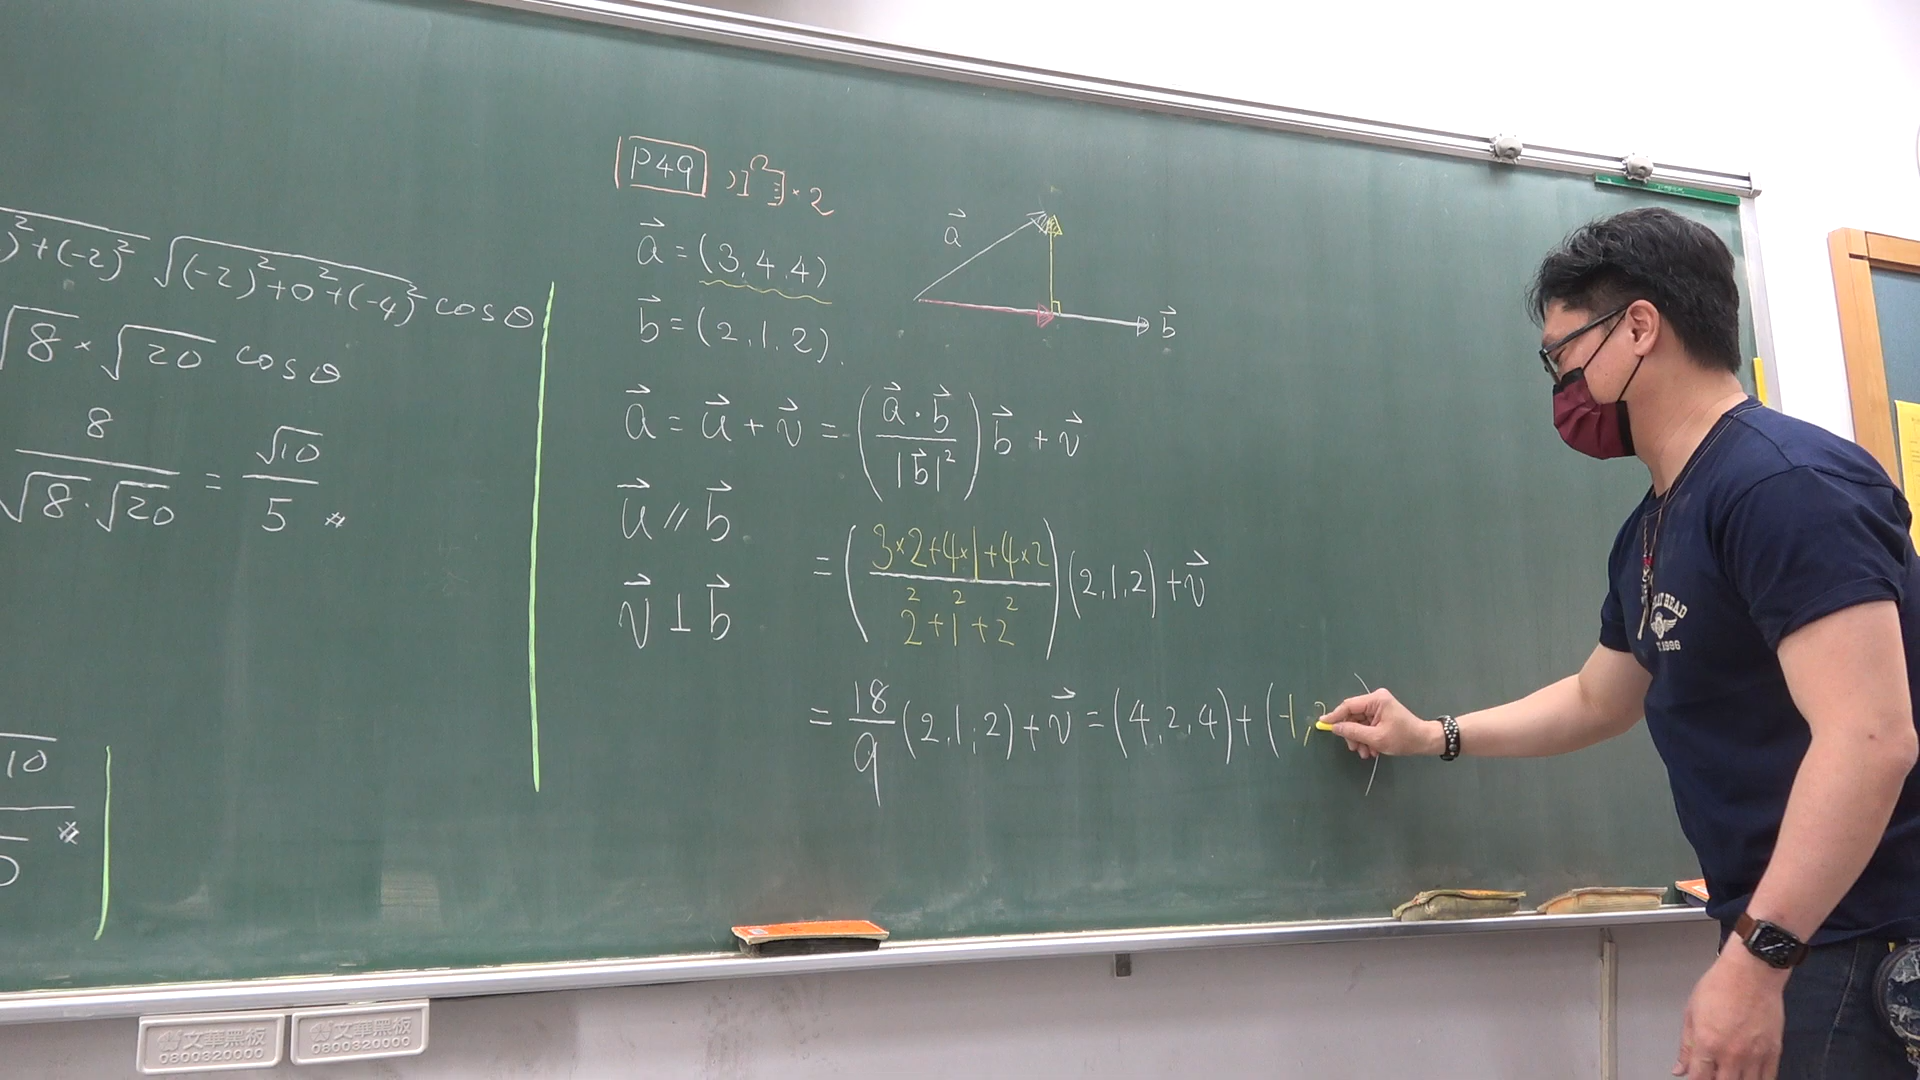 )²+(-2)² √(-2)²+0²+(-4)² cosθ
√8 × √20 cosθ
8/(√8·√20) = √10/5 *
√10
P49
×2
a⃗ = (3,4,4)
b⃗ = (2,1,2).
a⃗
b⃗
a⃗ = u⃗ + v⃗ = (a⃗·b⃗/|b⃗|²) b⃗ + v⃗
u⃗ // b⃗
v⃗ ⊥ b⃗
= ((3×2+4×1+4×2)/(2²+1²+2²)) (2,1,2) + v⃗
= 18/9 (2,1,2) + v⃗ = (4,2,4) + (-1,
文華黑板
0800320000
文華黑板
0800320000